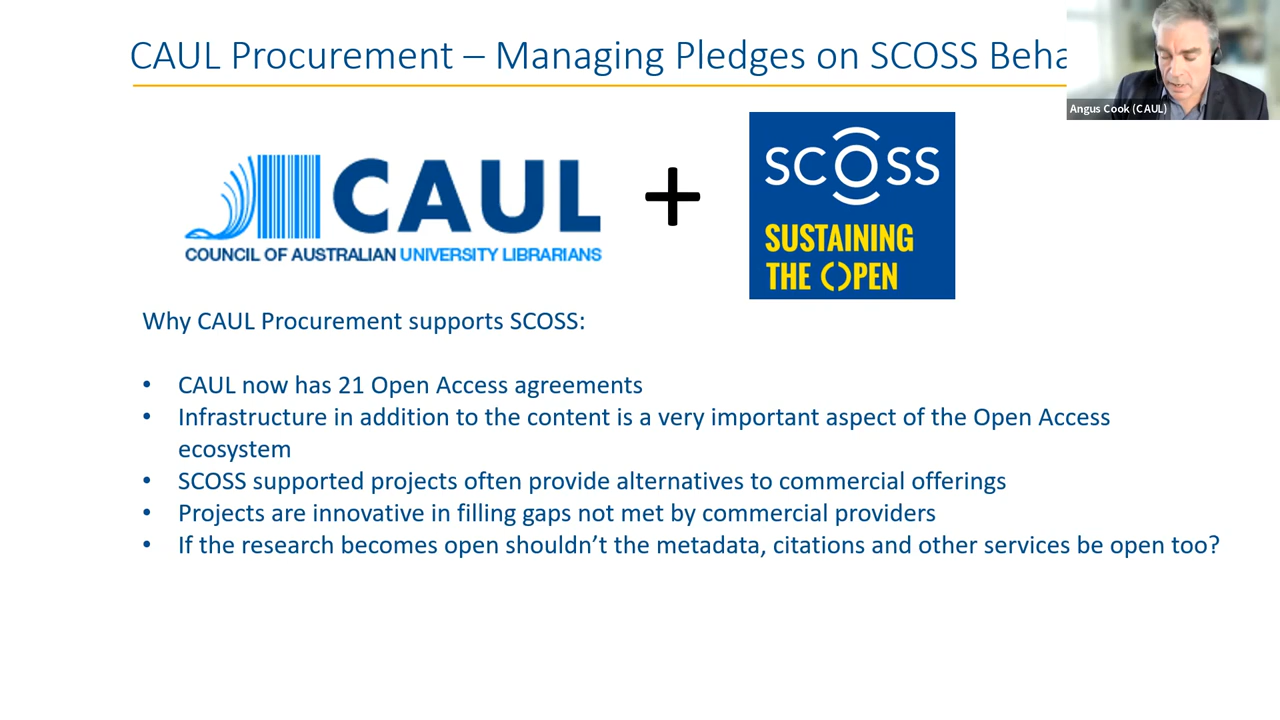 CAUL Procurement – Managing Pledges on SCOSS Beha
Angus Cook (CAUL)
CAUL
COUNCIL OF AUSTRALIAN UNIVERSITY LIBRARIANS
+
SCOSS
SUSTAINING
THE OPEN
Why CAUL Procurement supports SCOSS:
• CAUL now has 21 Open Access agreements
• Infrastructure in addition to the content is a very important aspect of the Open Access
ecosystem
• SCOSS supported projects often provide alternatives to commercial offerings
• Projects are innovative in filling gaps not met by commercial providers
• If the research becomes open shouldn’t the metadata, citations and other services be open too?